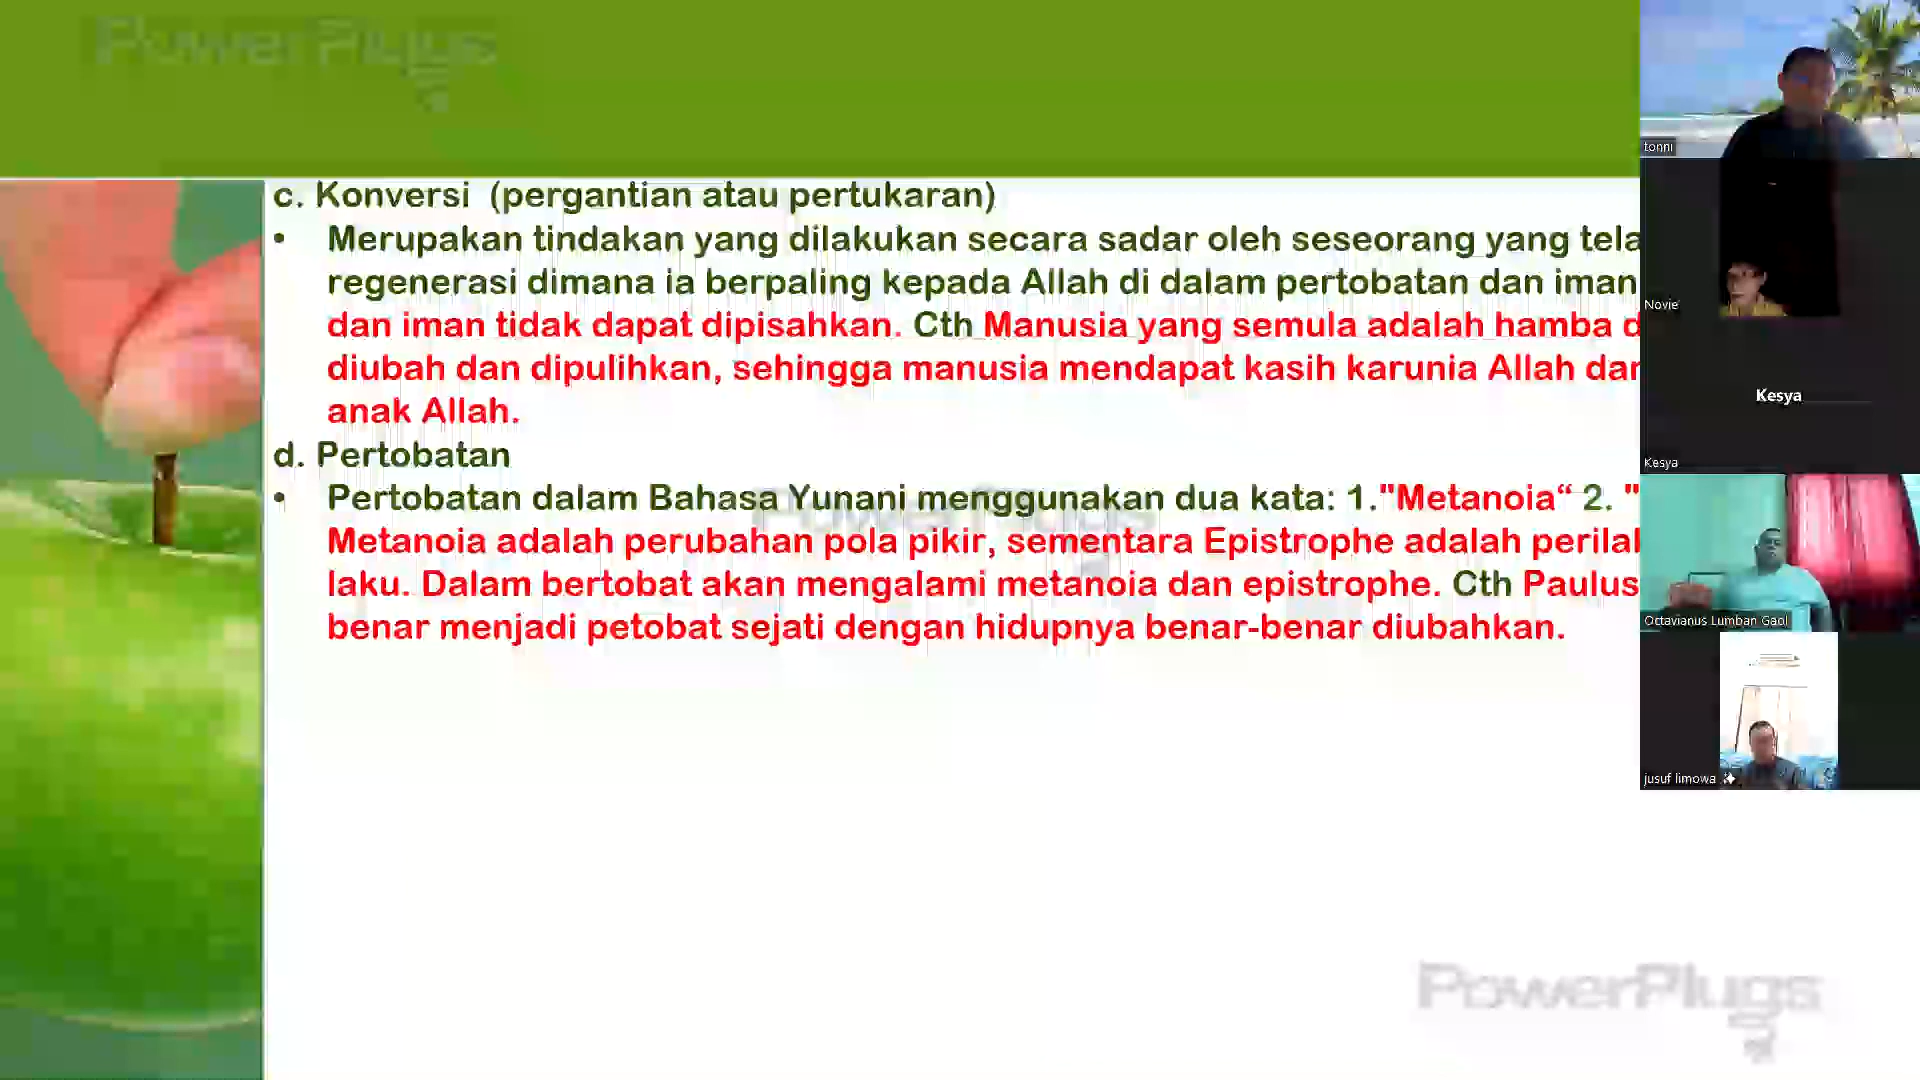 PowerPlugs
c. Konversi (pergantian atau pertukaran)
• Merupakan tindakan yang dilakukan secara sadar oleh seseorang yang
regenerasi dimana ia berpaling kepada Allah di dalam pertobatan dan iman
dan iman tidak dapat dipisahkan. Cth Manusia yang semula adalah hamba
diubah dan dipulihkan, sehingga manusia mendapat kasih karunia Allah
anak Allah.
d. Pertobatan
• Pertobatan dalam Bahasa Yunani menggunakan dua kata: 1."Metanoia“ 2. "
Metanoia adalah perubahan pola pikir, sementara Epistrophe adalah
laku. Dalam bertobat akan mengalami metanoia dan epistrophe. Cth Paulus
benar menjadi petobat sejati dengan hidupnya benar-benar diubahkan.
PowerPlugs
PowerPlugs
tonni
Novie
Kesya
Kesya
Octavianus Lumban Gaol
jusuf limowa